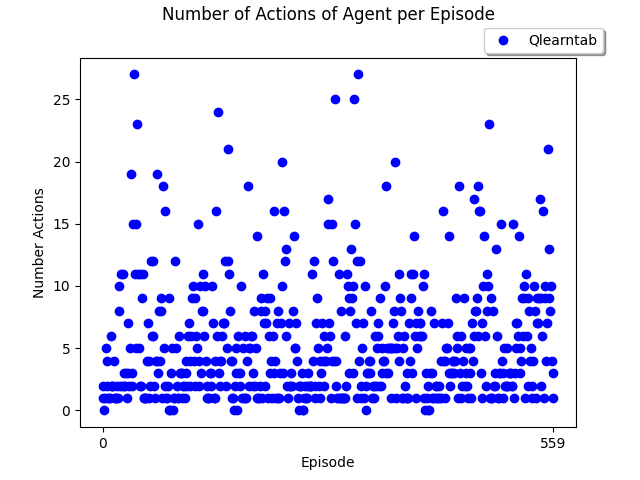 Number of Actions of Agent per Episode
Qlearntab
25
20
15
10
5
0
Number Actions
0
559
Episode